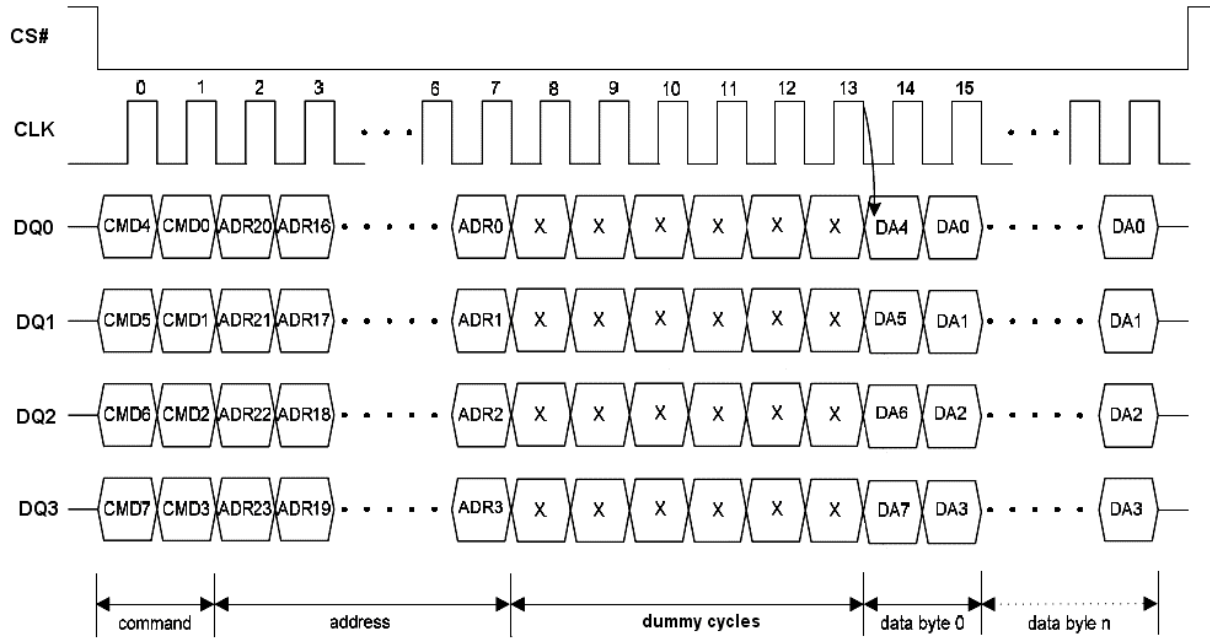 CS#
0 1 2 3 6 7 8 9 10 11 12 13 14 15
CLK
DQ0 CMD4 CMD0 ADR20 ADR16 ADR0 X X X X X X DA4 DA0 DA0
DQ1 CMD5 CMD1 ADR21 ADR17 ADR1 X X X X X X DA5 DA1 DA1
DQ2 CMD6 CMD2 ADR22 ADR18 ADR2 X X X X X X DA6 DA2 DA2
DQ3 CMD7 CMD3 ADR23 ADR19 ADR3 X X X X X X DA7 DA3 DA3
command address dummy cycles data byte 0 data byle n